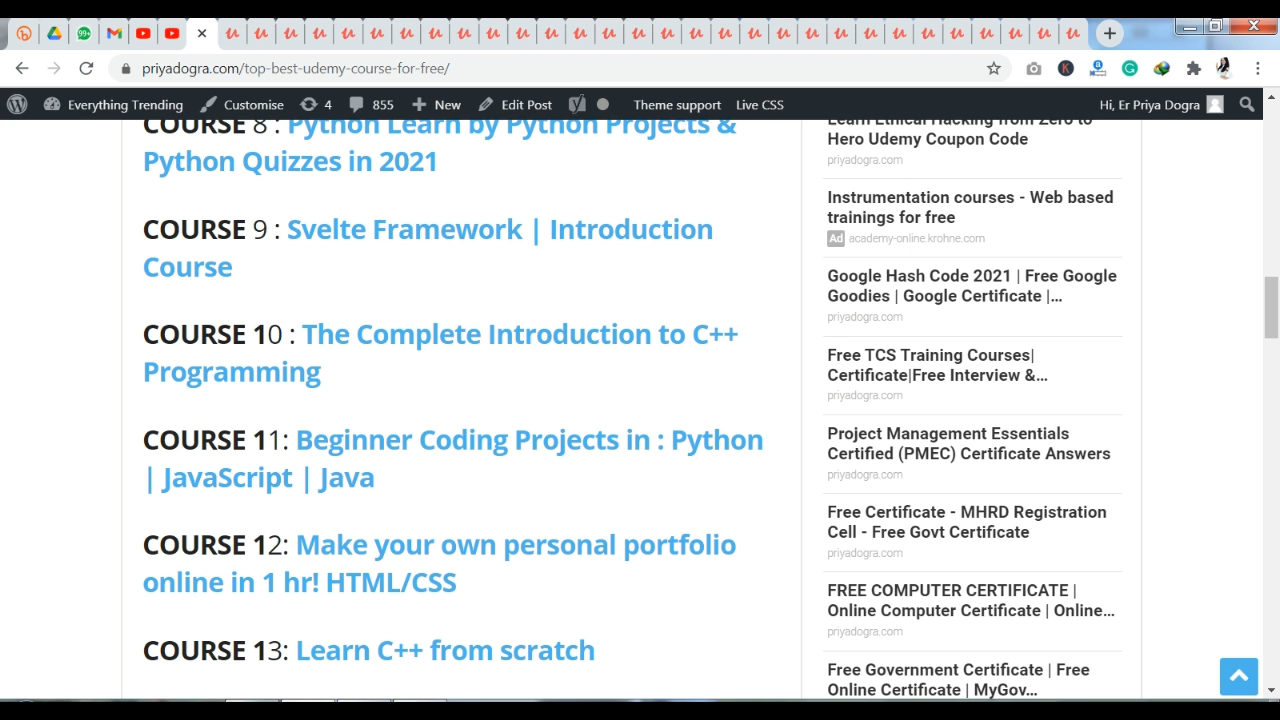 99+
priyadogra.com/top-best-udemy-course-for-free/
Everything Trending Customise 4 855 New Edit Post Theme support Live CSS Hi, Er Priya Dogra
COURSE 8 : Python Learn by Python Projects &
Python Quizzes in 2021
COURSE 9 : Svelte Framework | Introduction
Course
COURSE 10 : The Complete Introduction to C++
Programming
COURSE 11: Beginner Coding Projects in : Python
| JavaScript | Java
COURSE 12: Make your own personal portfolio
online in 1 hr! HTML/CSS
COURSE 13: Learn C++ from scratch
Learn Ethical Hacking from Zero to
Hero Udemy Coupon Code
priyadogra.com
Instrumentation courses - Web based
trainings for free
Ad academy-online.krohne.com
Google Hash Code 2021 | Free Google
Goodies | Google Certificate |...
priyadogra.com
Free TCS Training Courses|
Certificate|Free Interview &...
priyadogra.com
Project Management Essentials
Certified (PMEC) Certificate Answers
priyadogra.com
Free Certificate - MHRD Registration
Cell - Free Govt Certificate
priyadogra.com
FREE COMPUTER CERTIFICATE |
Online Computer Certificate | Online...
priyadogra.com
Free Government Certificate | Free
Online Certificate | MyGov...